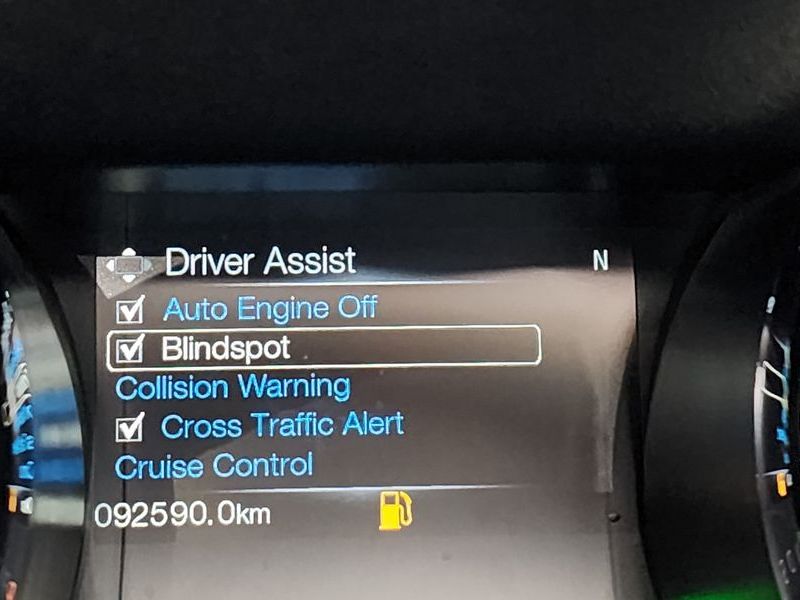 Driver Assist
N
Auto Engine Off
Blindspot
Collision Warning
Cross Traffic Alert
Cruise Control
092590.0km